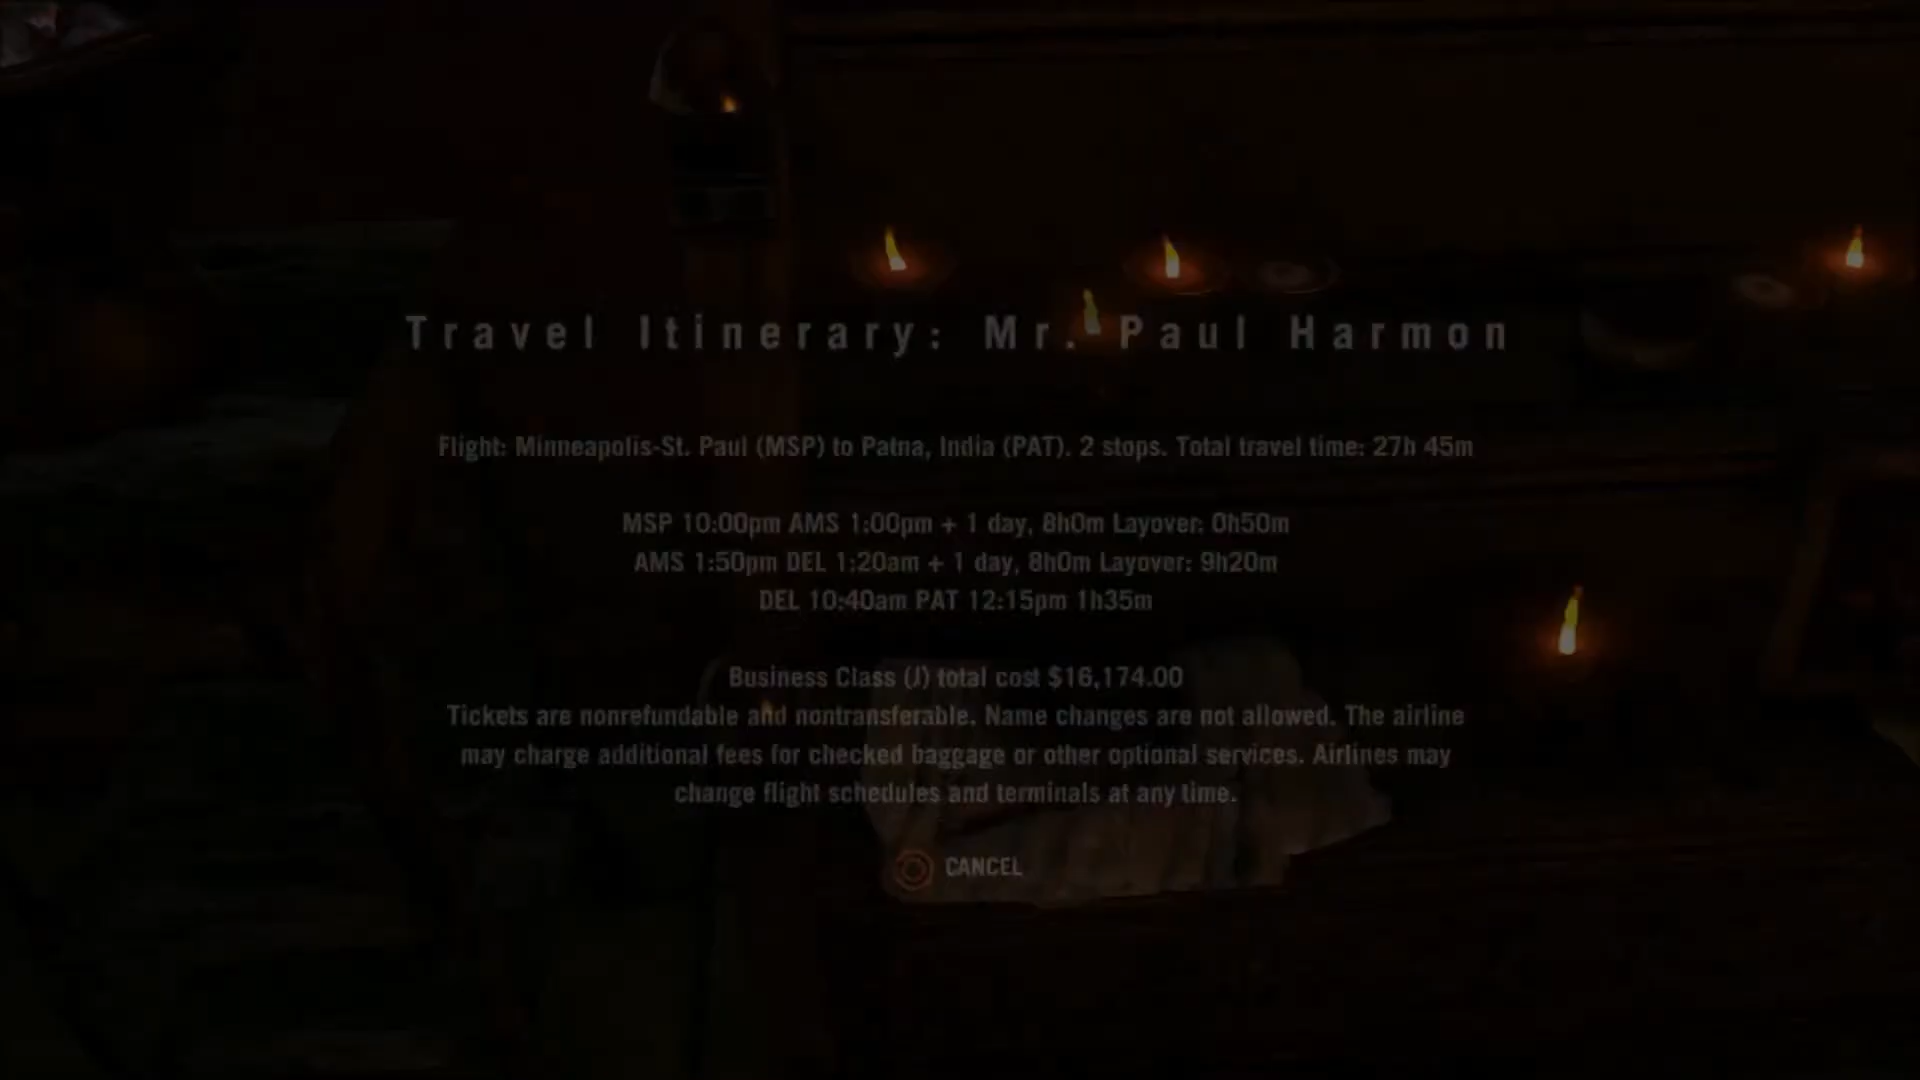 Travel Itinerary: Mr. Paul Harmon
Flight: Minneapolis-St. Paul (MSP) to Patna, India (PAT). 2 stops. Total travel time: 27h 45m
MSP 10:00pm AMS 1:00pm + 1 day, 8h0m Layover: 0h50m
AMS 1:50pm DEL 1:20am + 1 day, 8h0m Layover: 9h20m
DEL 10:40am PAT 12:15pm 1h35m
Business Class (J) total cost $16,174.00
Tickets are nonrefundable and nontransferable. Name changes are not allowed. The airline
may charge additional fees for checked baggage or other optional services. Airlines may
change flight schedules and terminals at any time.
CANCEL